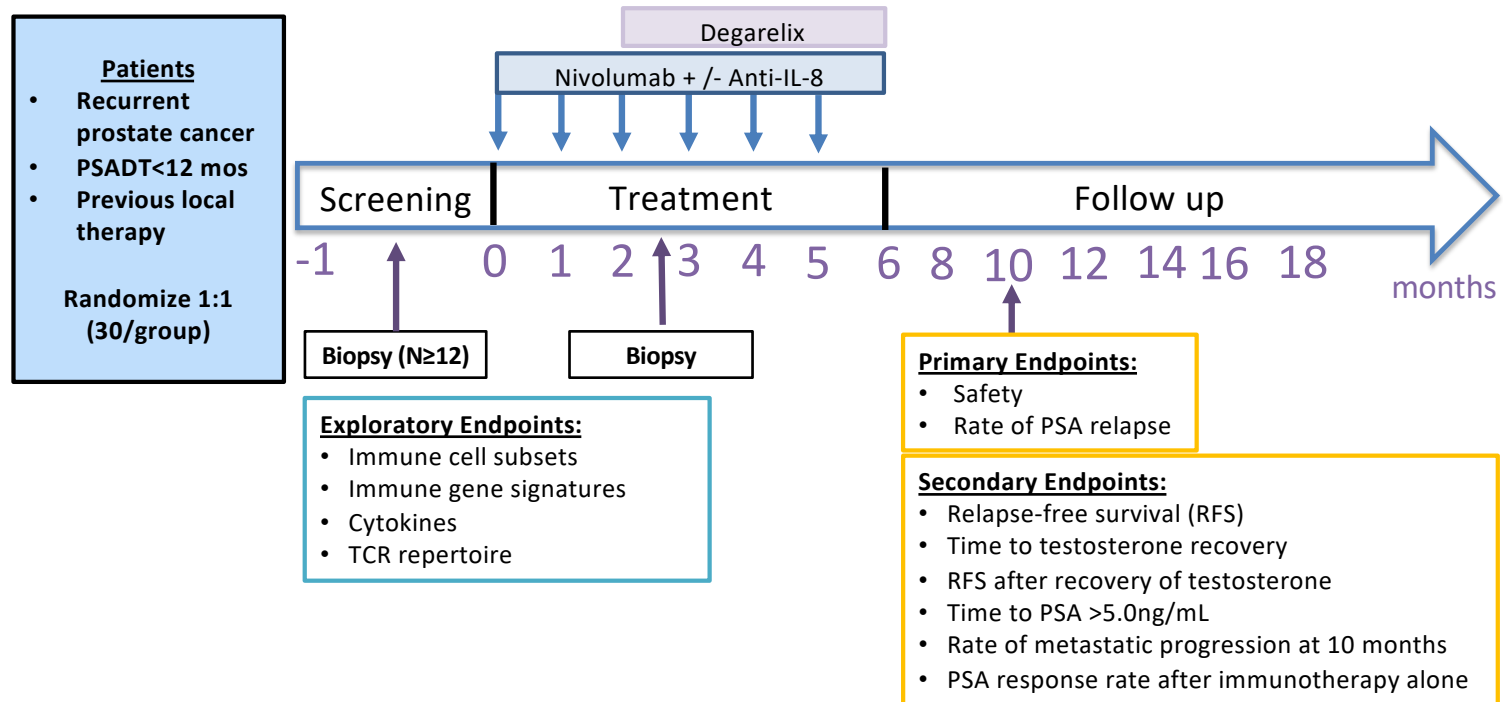 Patients
• Recurrent
prostate cancer
• PSADT<12 mos
• Previous local
therapy
Randomize 1:1
(30/group)
Degarelix
Nivolumab + /- Anti-IL-8
Screening
Treatment
Follow up
-1 0 1 2 3 4 5 6 8 10 12 14 16 18
months
Biopsy (N≥12)
Biopsy
Exploratory Endpoints:
• Immune cell subsets
• Immune gene signatures
• Cytokines
• TCR repertoire
Primary Endpoints:
• Safety
• Rate of PSA relapse
Secondary Endpoints:
• Relapse-free survival (RFS)
• Time to testosterone recovery
• RFS after recovery of testosterone
• Time to PSA >5.0ng/mL
• Rate of metastatic progression at 10 months
• PSA response rate after immunotherapy alone